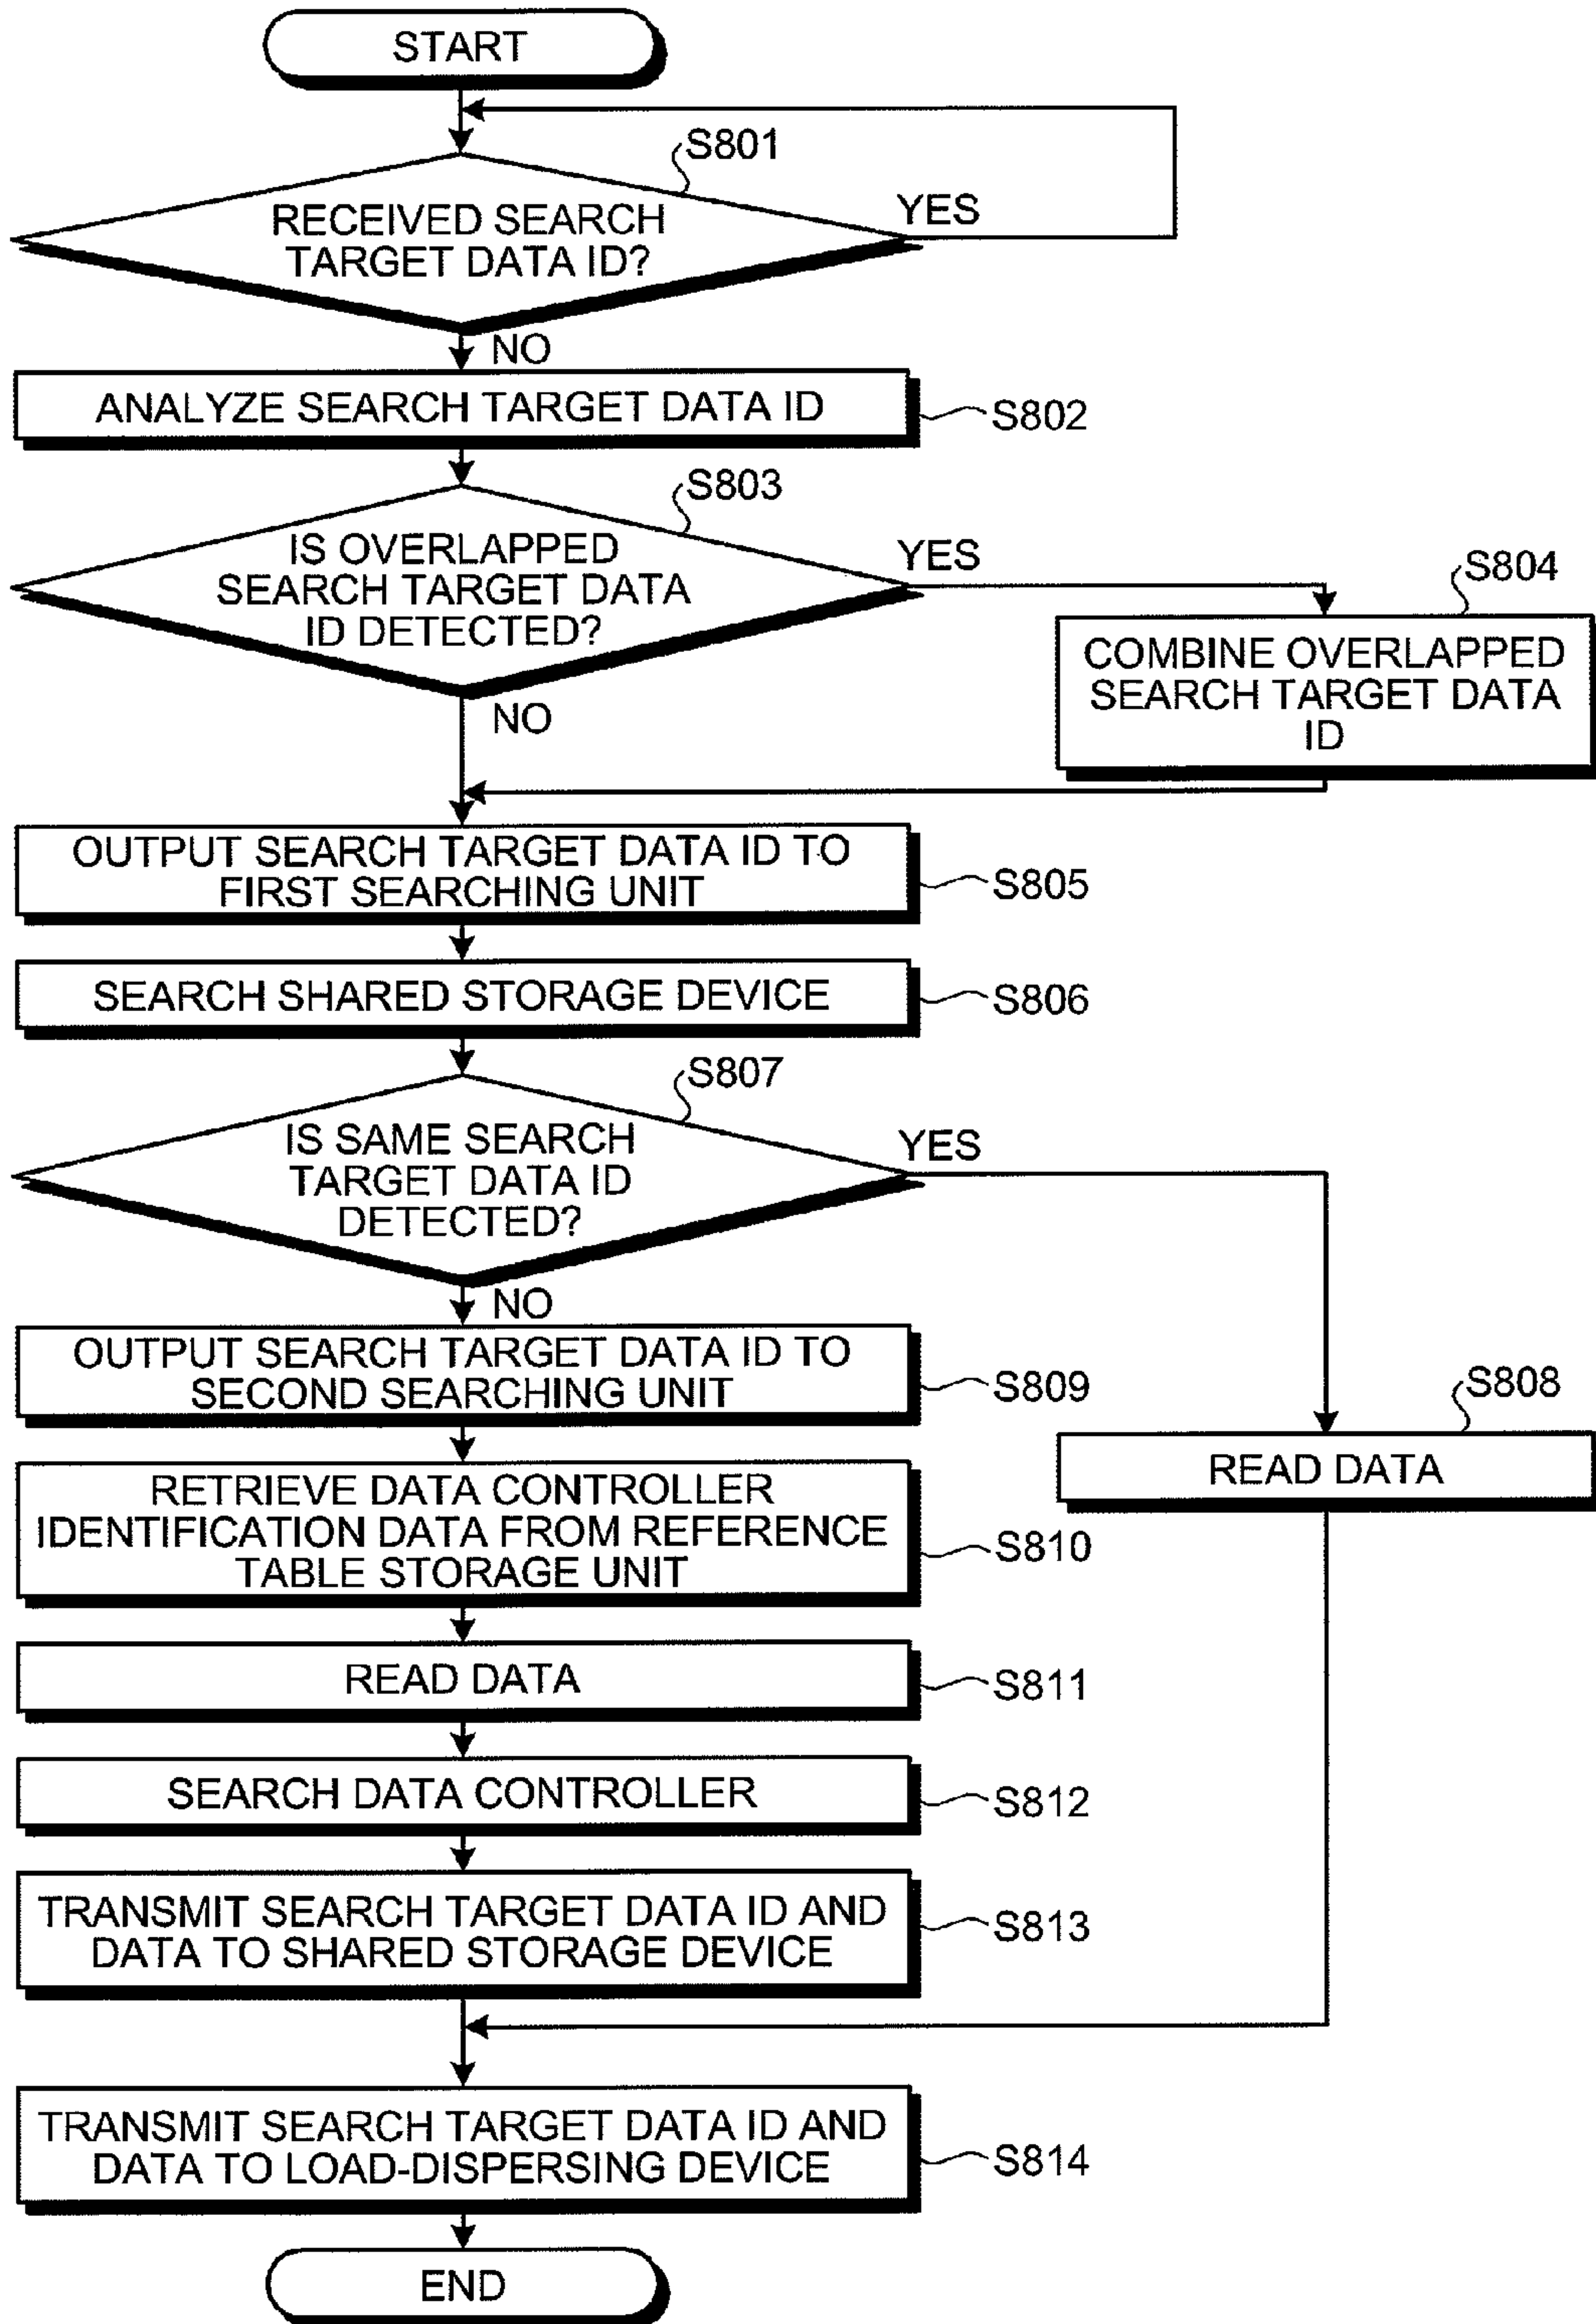 START
S801
RECEIVED SEARCH
TARGET DATA ID?
YES
NO
ANALYZE SEARCH TARGET DATA ID
S802
S803
IS OVERLAPPED
SEARCH TARGET DATA
ID DETECTED?
YES
NO
S804
COMBINE OVERLAPPED
SEARCH TARGET DATA
ID
OUTPUT SEARCH TARGET DATA ID TO
FIRST SEARCHING UNIT
S805
SEARCH SHARED STORAGE DEVICE
S806
S807
IS SAME SEARCH
TARGET DATA ID
DETECTED?
YES
NO
S808
READ DATA
OUTPUT SEARCH TARGET DATA ID TO
SECOND SEARCHING UNIT
S809
RETRIEVE DATA CONTROLLER
IDENTIFICATION DATA FROM REFERENCE
TABLE STORAGE UNIT
S810
READ DATA
S811
SEARCH DATA CONTROLLER
S812
TRANSMIT SEARCH TARGET DATA ID AND
DATA TO SHARED STORAGE DEVICE
S813
TRANSMIT SEARCH TARGET DATA ID AND
DATA TO LOAD-DISPERSING DEVICE
S814
END